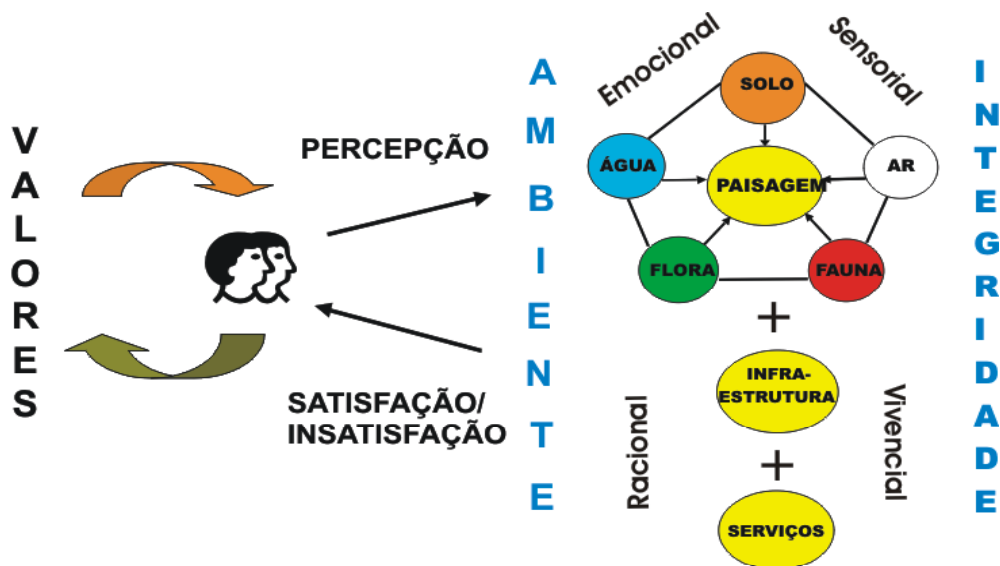 VALORES
PERCEPÇÃO
SATISFAÇÃO/
INSATISFAÇÃO
AMBIENTE
Emocional
Sensorial
SOLO
ÁGUA
AR
PAISAGEM
FLORA
FAUNA
+
INFRA-
ESTRUTURA
+
SERVIÇOS
Racional
Vivencial
INTEGRIDADE